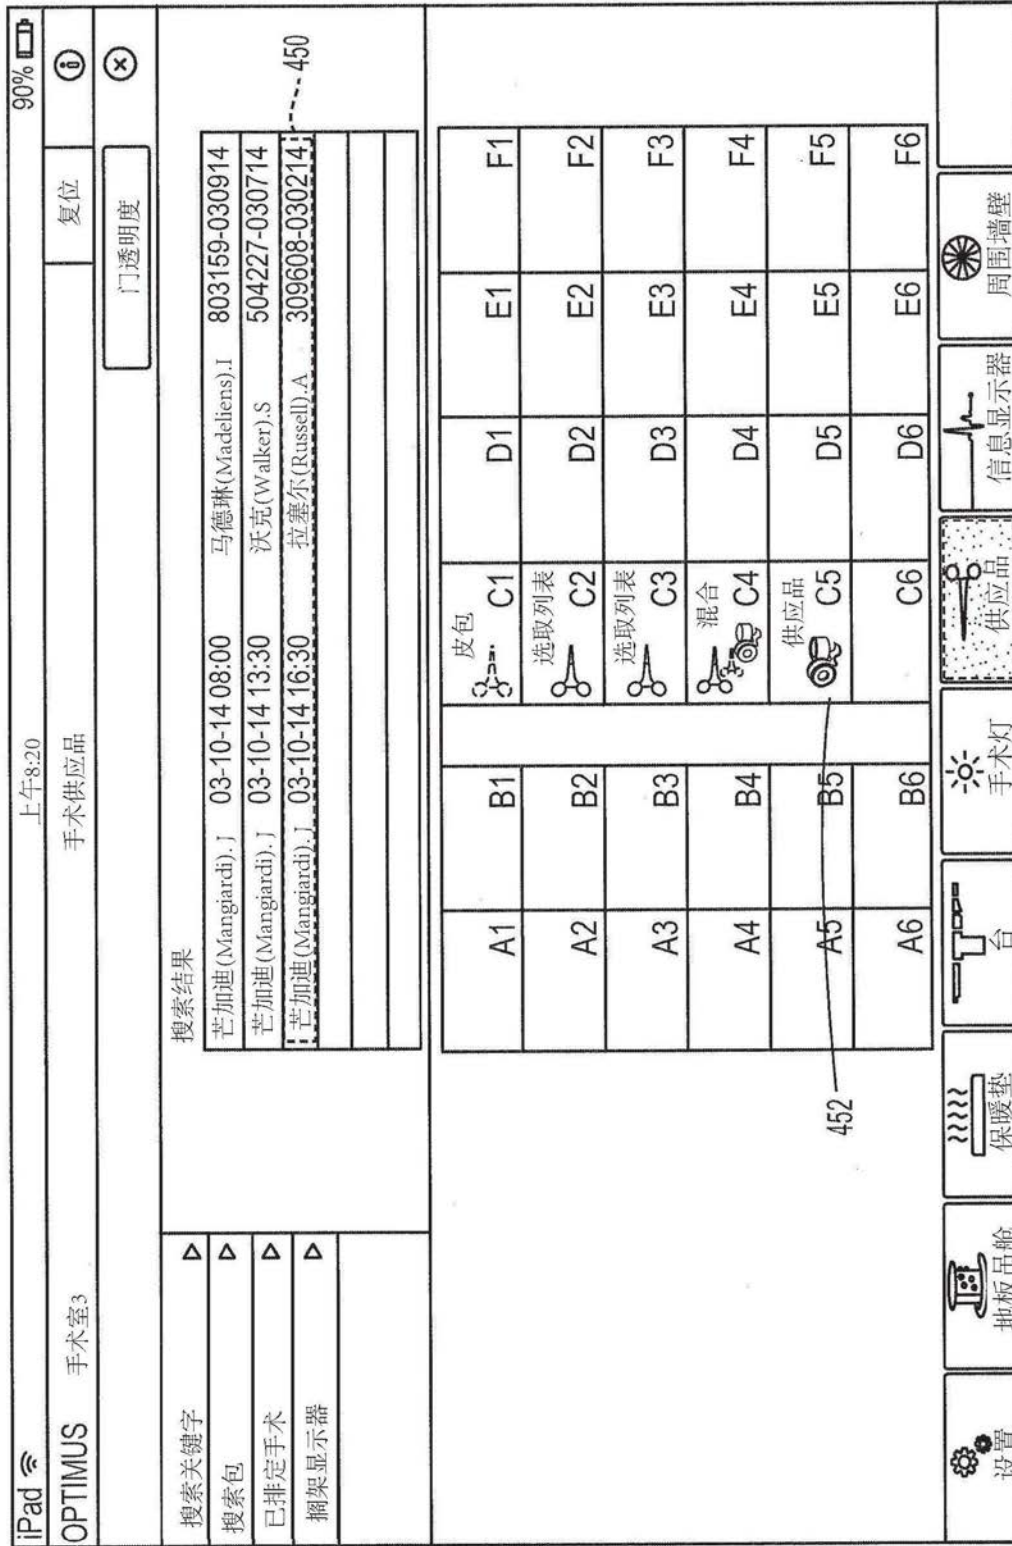 iPad 上午8:20 90%
OPTIMUS 手术室3 手术供应品 复位
门透明度
搜索关键字
搜索包
已排定手术
搁架显示器
搜索结果
芒加迪(Mangiardi). J 03-10-14 08:00 马德琳(Madeliens).I 803159-030914
芒加迪(Mangiardi). J 03-10-14 13:30 沃克(Walker).S 504227-030714
芒加迪(Mangiardi). J 03-10-14 16:30 拉塞尔(Russell).A 309608-030214
450
A1 B1 皮包 C1 D1 E1 F1
A2 B2 选取列表 C2 D2 E2 F2
A3 B3 选取列表 C3 D3 E3 F3
A4 B4 混合 C4 D4 E4 F4
A5 B5 供应品 C5 D5 E5 F5
A6 B6 C6 D6 E6 F6
452
设置 地板吊舱 保暖垫 台 手术灯 供应品 信息显示器 周围墙壁